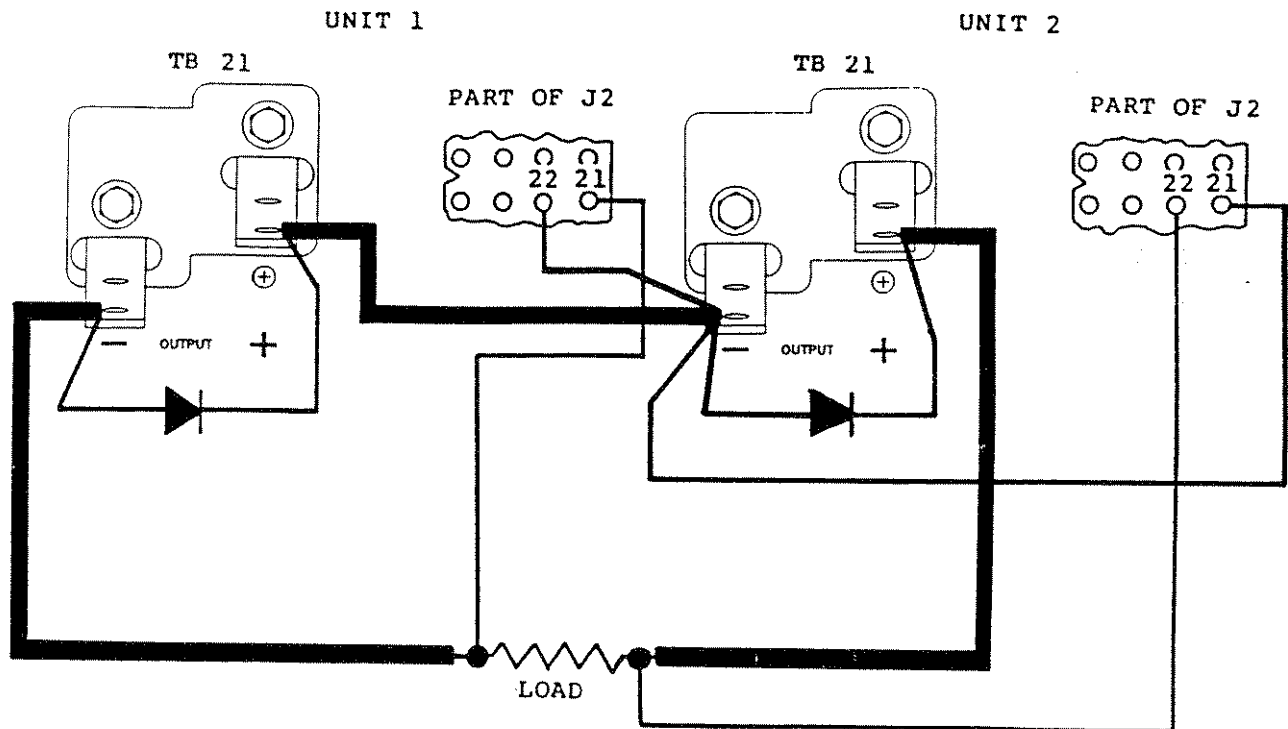 UNIT 1
UNIT 2
TB 21
TB 21
PART OF J2
PART OF J2
22 21
22 21
+
+
- OUTPUT +
- OUTPUT +
LOAD